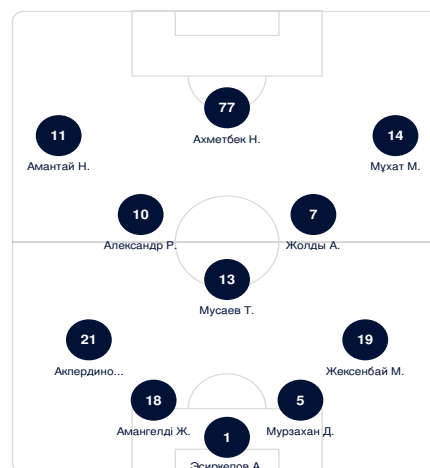 77
Ахметбек Н.
11
Амантай Н.
14
Мұхат М.
10
Александр Р.
7
Жолды А.
13
Мусаев Т.
21
Акпердино...
19
Жексенбай М.
18
Амангелді Ж.
5
Мурзахан Д.
1
Эсиркепов А.